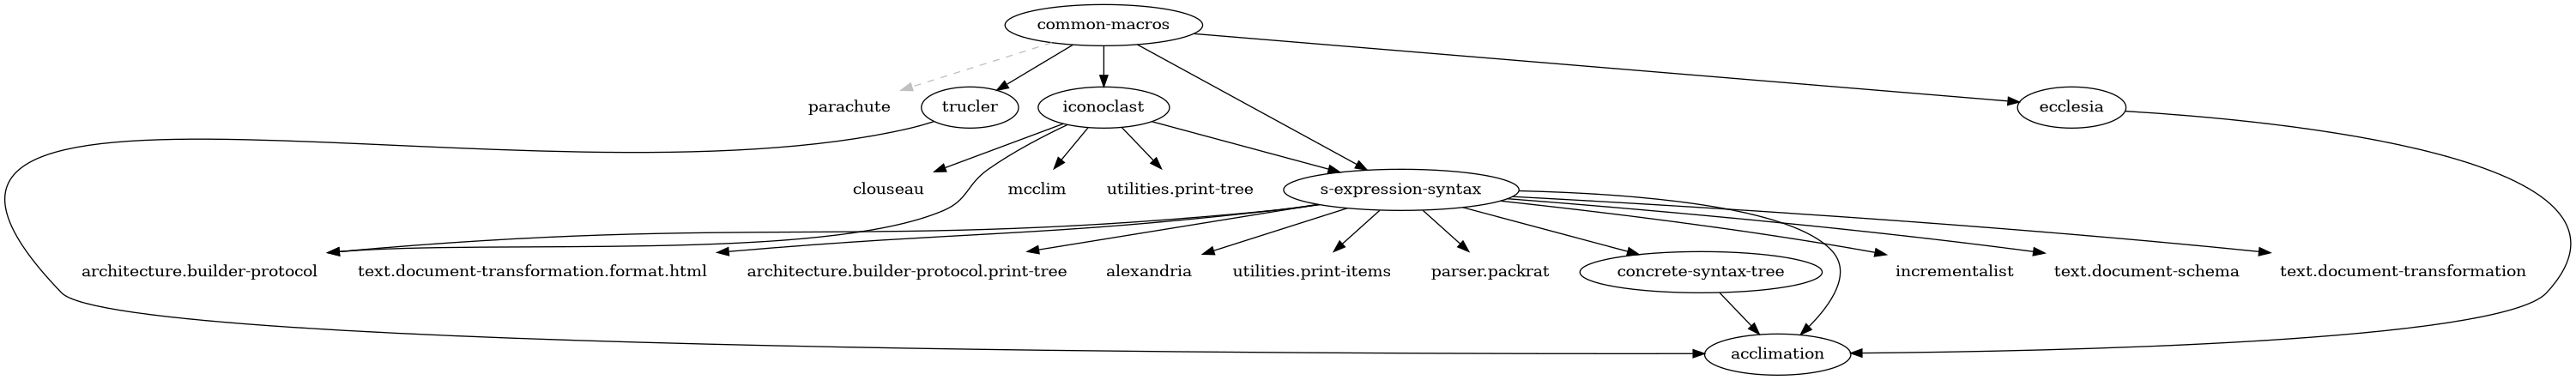 common-macros
parachute
trucler
iconoclast
ecclesia
clouseau
mcclim
utilities.print-tree
s-expression-syntax
architecture.builder-protocol
text.document-transformation.format.html
architecture.builder-protocol.print-tree
alexandria
utilities.print-items
parser.packrat
concrete-syntax-tree
incrementalist
text.document-schema
text.document-transformation
acclimation